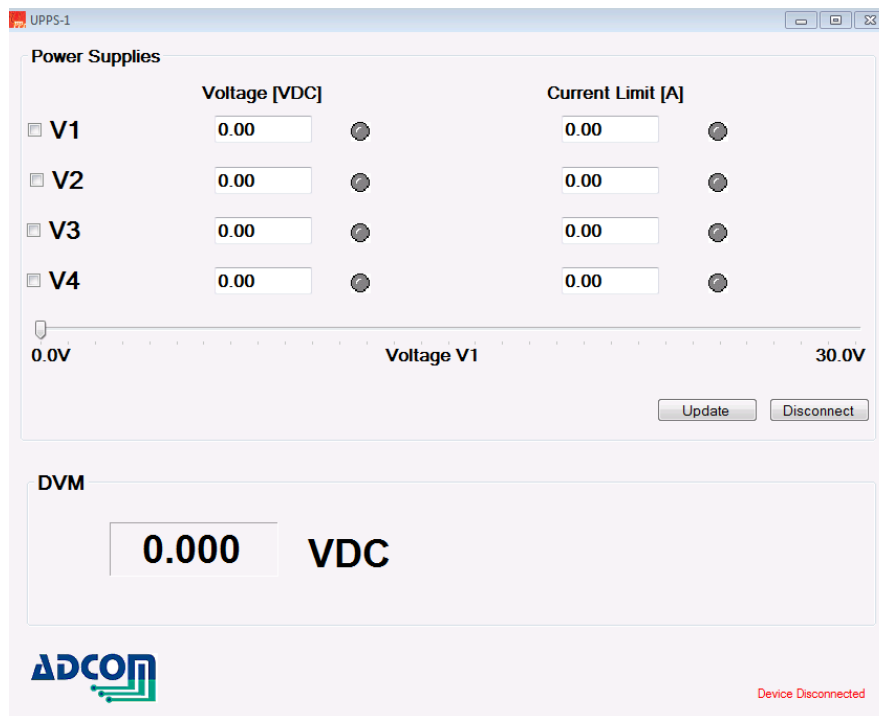 UPPS-1
Power Supplies
Voltage [VDC] Current Limit [A]
V1 0.00 0.00
V2 0.00 0.00
V3 0.00 0.00
V4 0.00 0.00
0.0V Voltage V1 30.0V
Update Disconnect
DVM
0.000 VDC
ADCOM
Device Disconnected